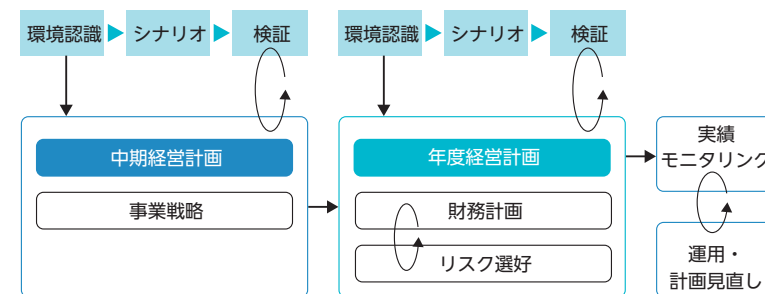 環境認識
シナリオ
検証
環境認識
シナリオ
検証
中期経営計画
事業戦略
年度経営計画
財務計画
リスク選好
実績
モニタリング
運用・
計画見直し